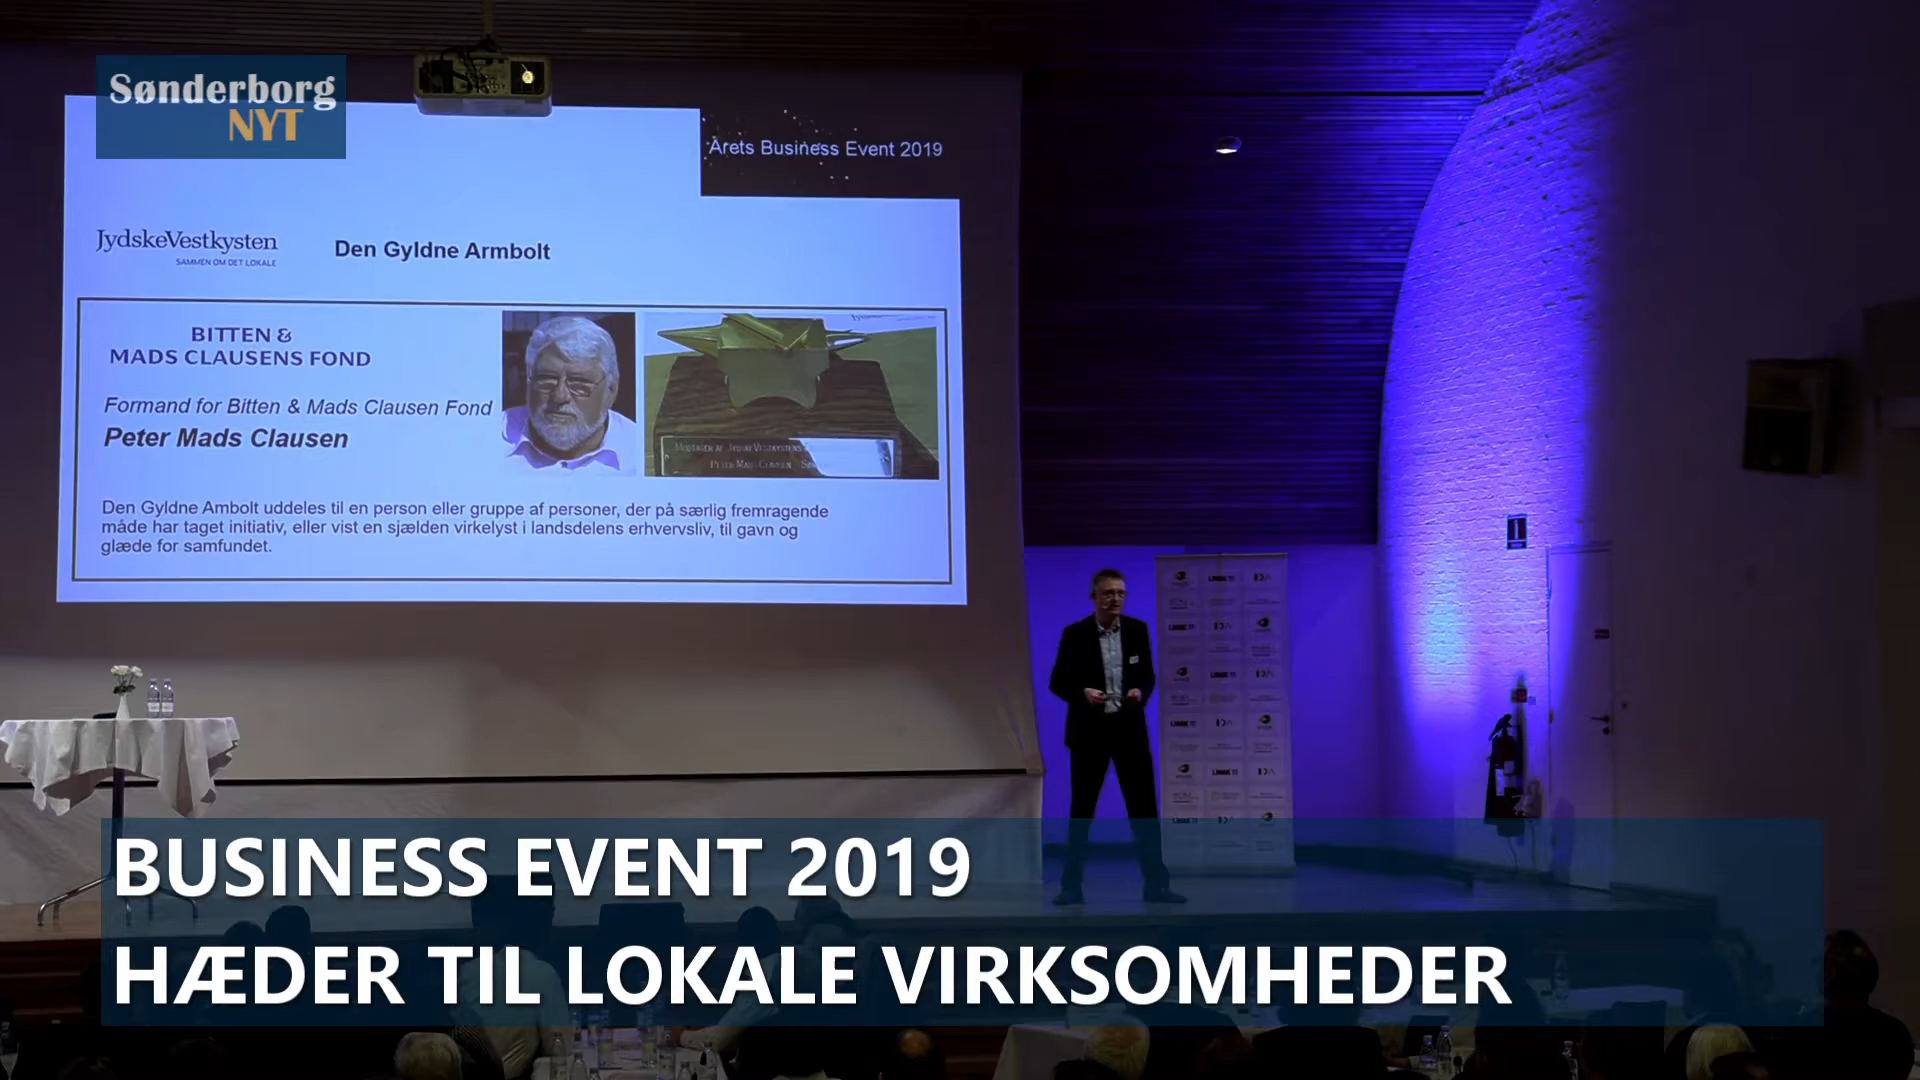 Sønderborg
NYT
Årets Business Event 2019
JydskeVestkysten
SAMMEN OM DET LOKALE
Den Gyldne Armbolt
BITTEN &
MADS CLAUSENS FOND
Formand for Bitten & Mads Clausen Fond
Peter Mads Clausen
Den Gyldne Ambolt uddeles til en person eller gruppe af personer, der på særlig fremragende
måde har taget initiativ, eller vist en sjælden virkelyst i landsdelens erhvervsliv, til gavn og
glæde for samfundet.
BUSINESS EVENT 2019
HÆDER TIL LOKALE VIRKSOMHEDER